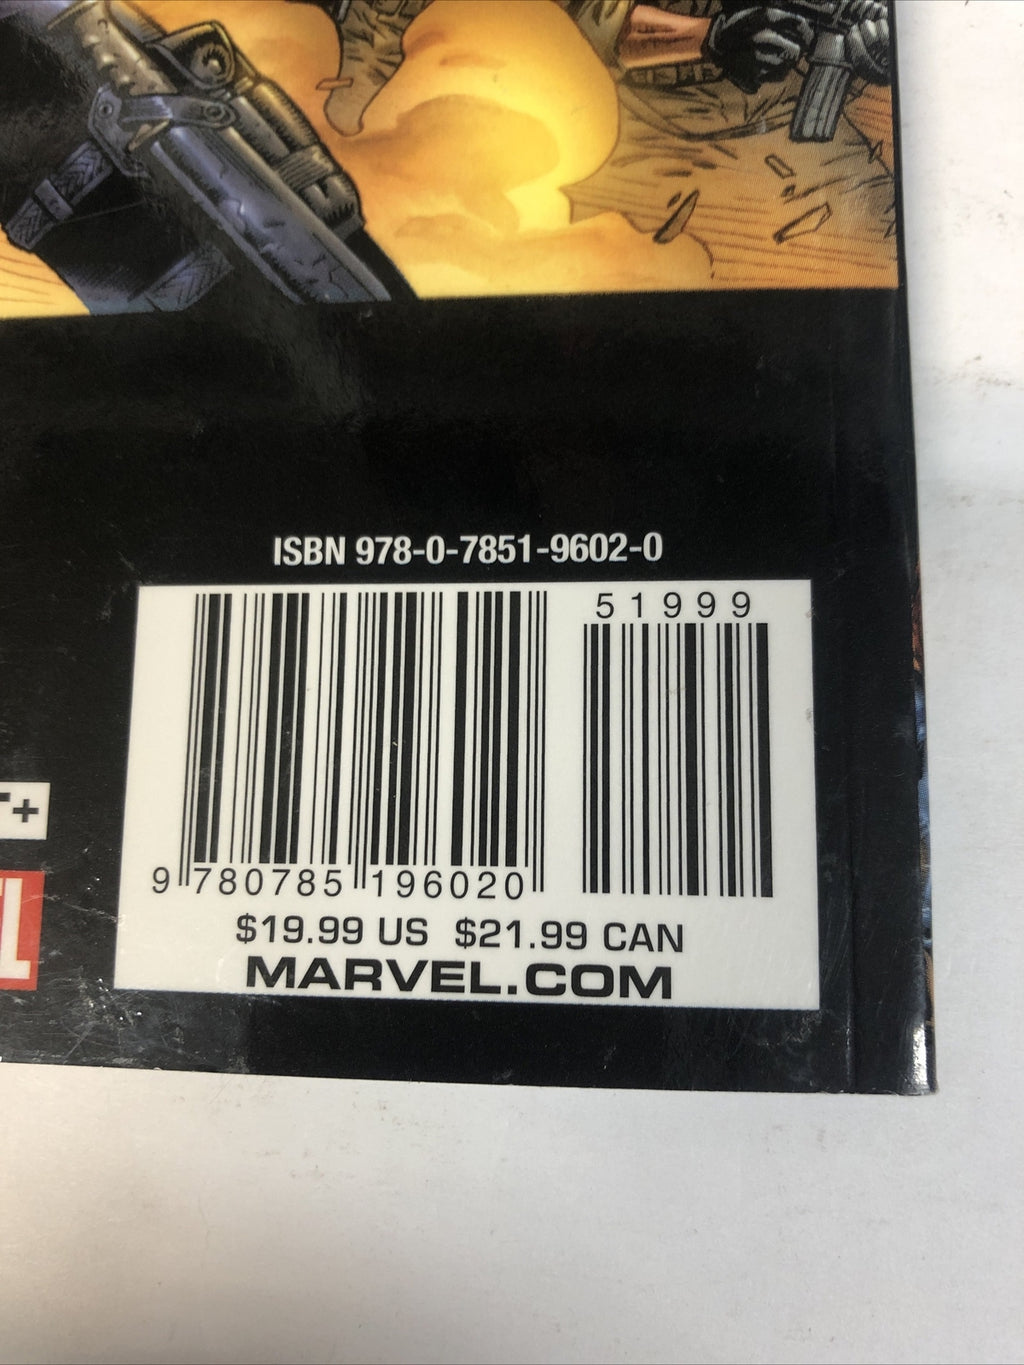 ISBN 978-0-7851-9602-0
51999
9 780785 196020
$19.99 US $21.99 CAN
MARVEL.COM